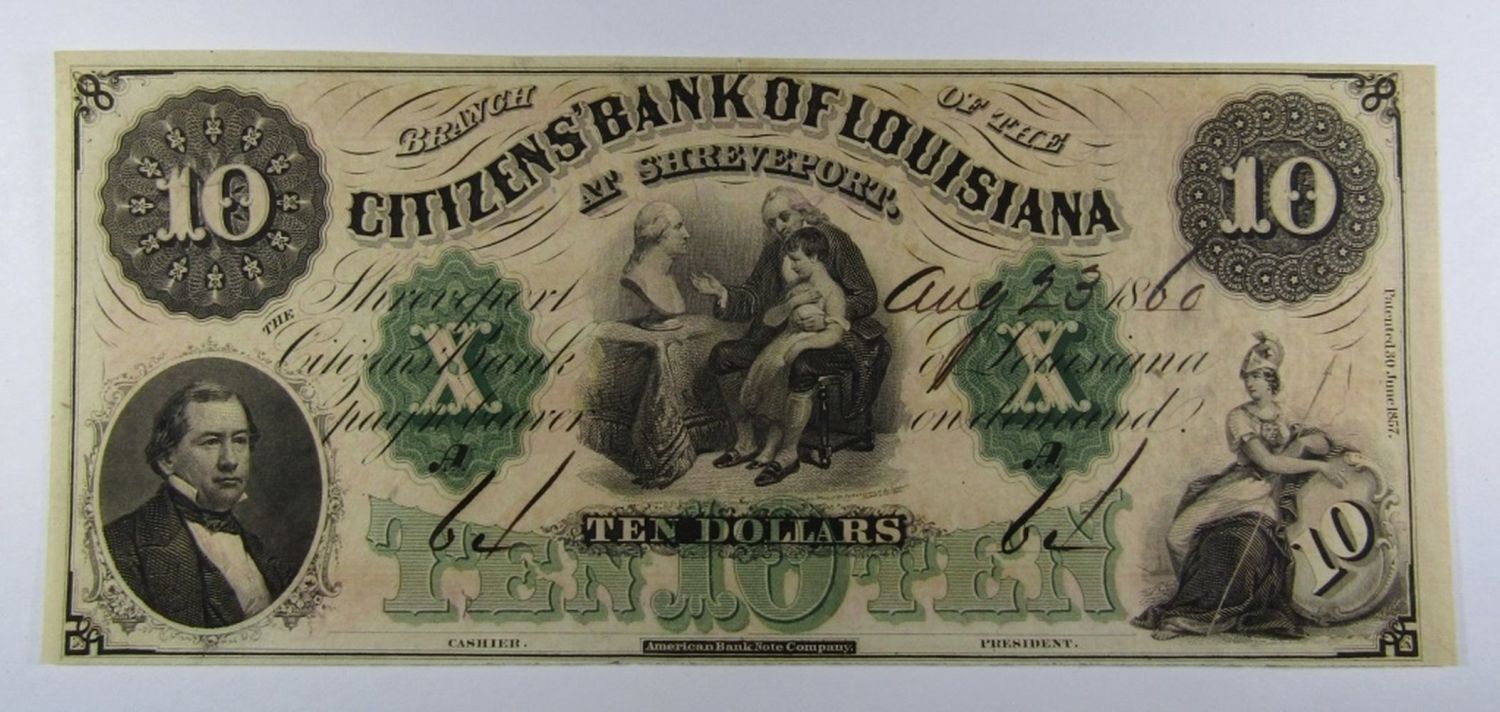 BRANCH OF THE
CITIZENS' BANK OF LOUISIANA
AT SHREVEPORT.
10
10
Shreveport Aug 23 1860
THE
Citizens' Bank of Louisiana
X
X
pay to bearer on demand.
A.
A.
61
61
TEN DOLLARS
TEN 10 TEN
10
Patented 30 June 1857.
CASHIER.
American Bank Note Company.
PRESIDENT.